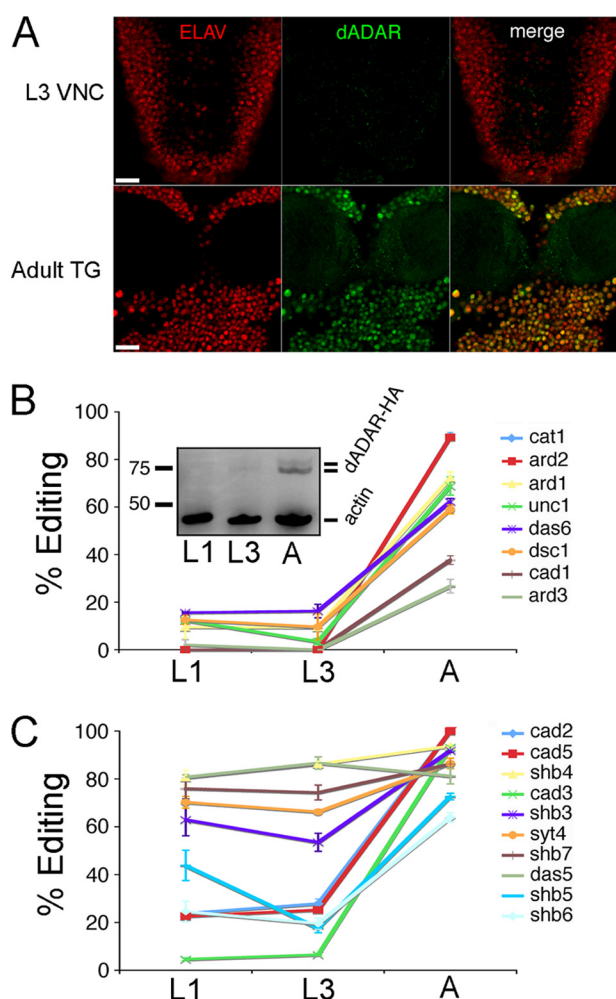 A
ELAV
dADAR
merge
L3 VNC
Adult TG
B
100
80
60
40
20
0
% Editing
75
50
dADAR-HA
actin
L1 L3 A
L1 L3 A
cat1
ard2
ard1
unc1
das6
dsc1
cad1
ard3
C
100
80
60
40
20
0
% Editing
L1 L3 A
cad2
cad5
shb4
cad3
shb3
syt4
shb7
das5
shb5
shb6